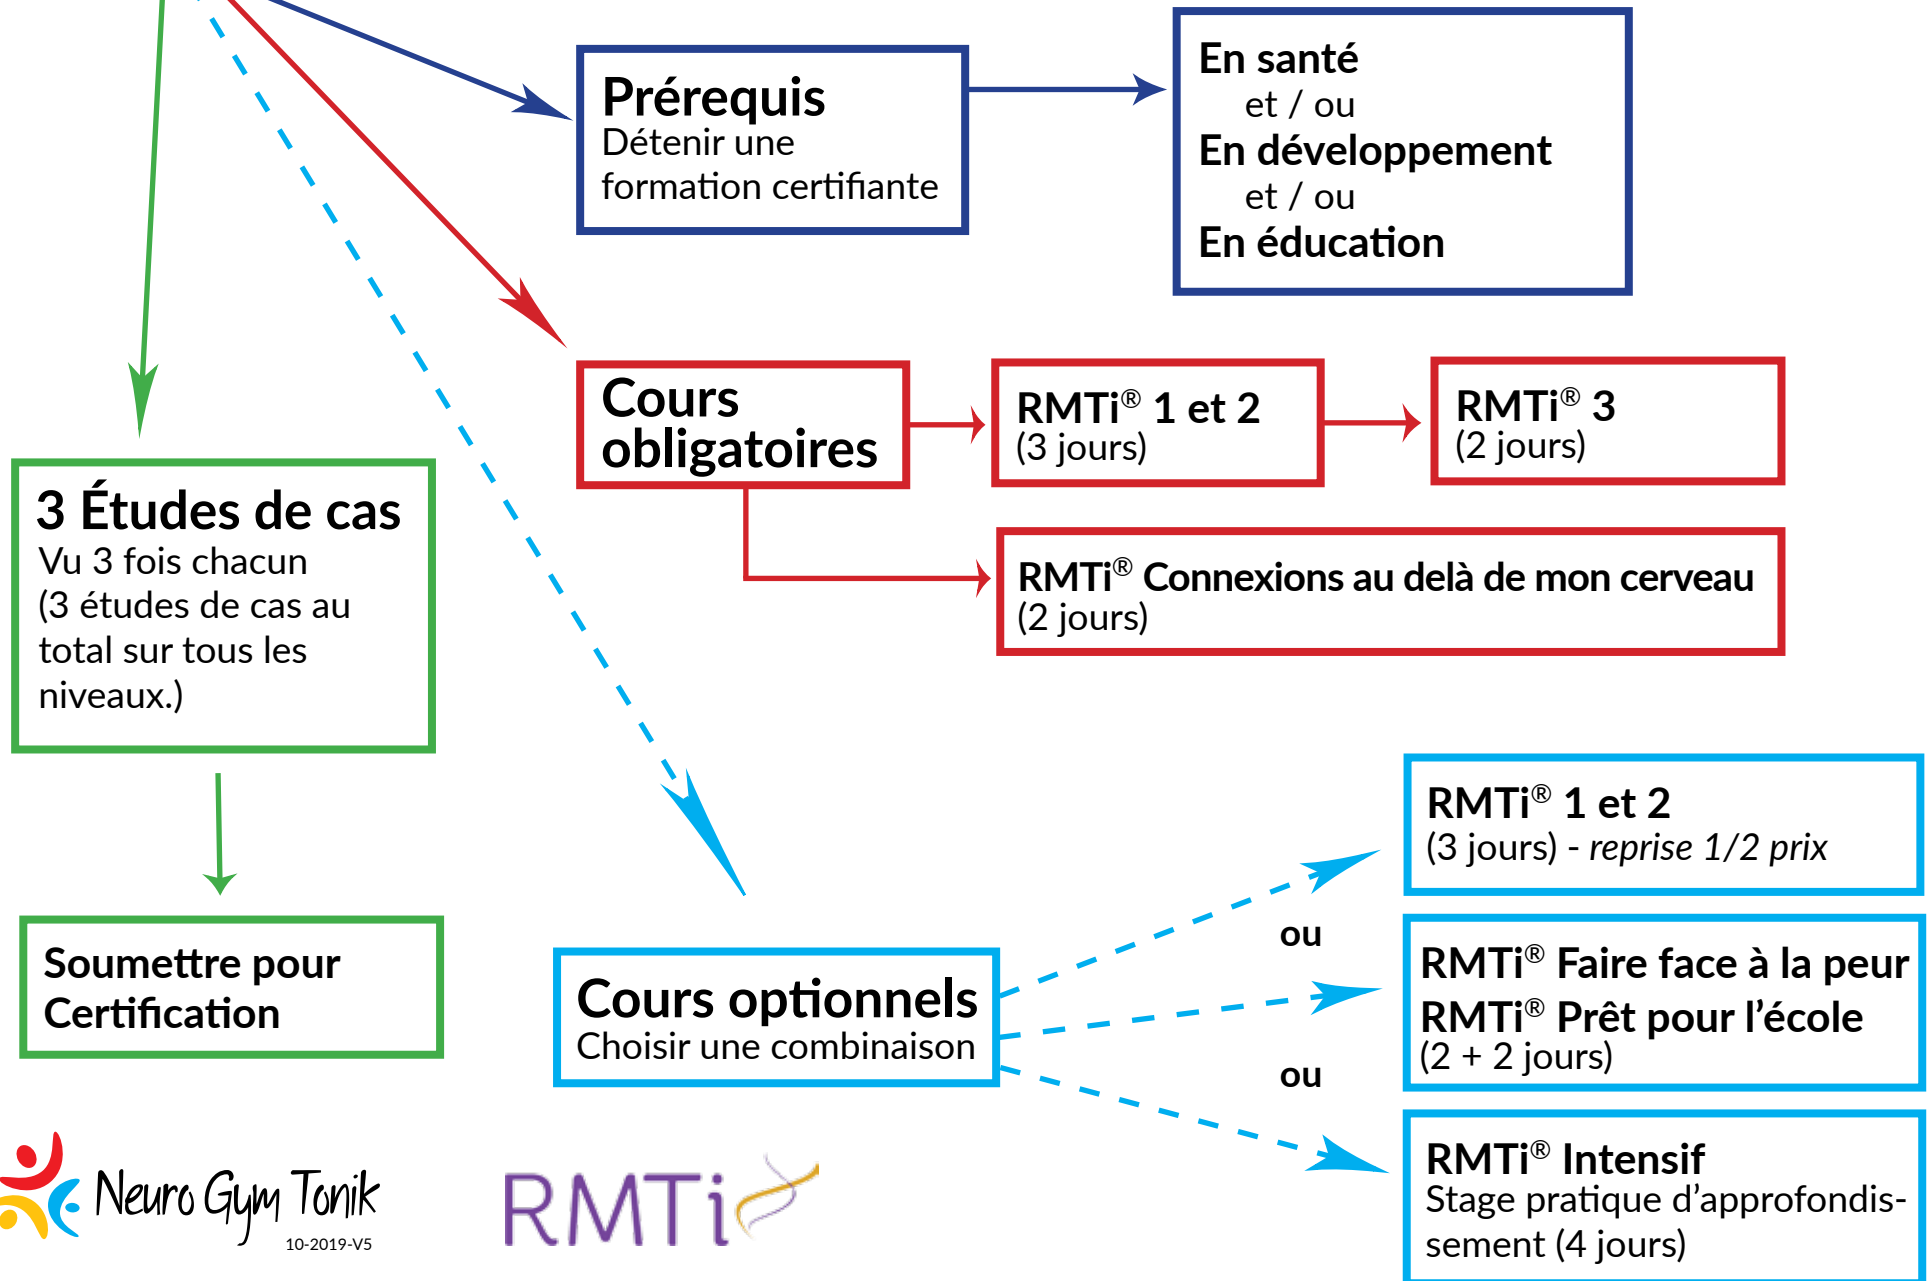 Prérequis
Détenir une
formation certifiante
En santé
et / ou
En développement
et / ou
En éducation
Cours
obligatoires
RMTi® 1 et 2
(3 jours)
RMTi® 3
(2 jours)
RMTi® Connexions au delà de mon cerveau
(2 jours)
3 Études de cas
Vu 3 fois chacun
(3 études de cas au
total sur tous les
niveaux.)
Soumettre pour
Certification
Cours optionnels
Choisir une combinaison
RMTi® 1 et 2
(3 jours) - reprise 1/2 prix
ou
RMTi® Faire face à la peur
RMTi® Prêt pour l’école
(2 + 2 jours)
ou
RMTi® Intensif
Stage pratique d’approfondis-
sement (4 jours)
Neuro Gym Tonik
10-2019-V5
RMTi